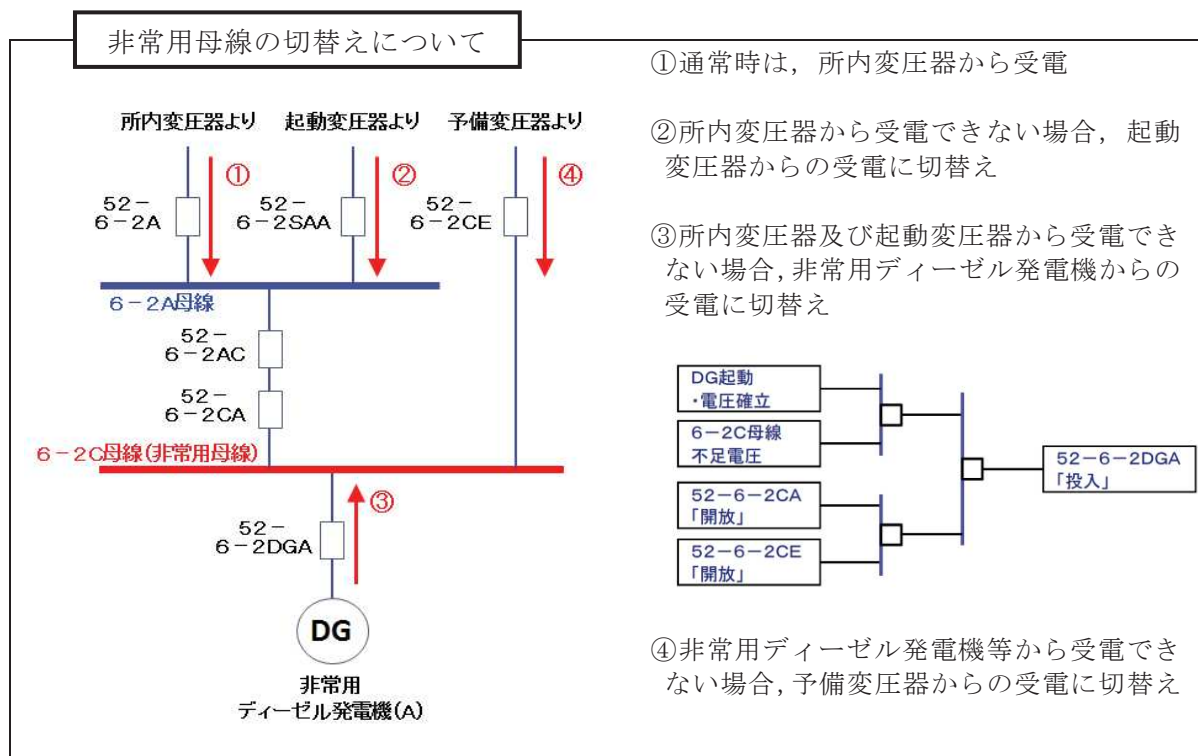 非常用母線の切替えについて
所内変圧器より
起動変圧器より
予備変圧器より
①
②
④
52-
6-2A
52-
6-2SAA
52-
6-2CE
6-2A母線
52-
6-2AC
52-
6-2CA
6-2C母線(非常用母線)
③
52-
6-2DGA
DG
非常用
ディーゼル発電機(A)
①通常時は，所内変圧器から受電
②所内変圧器から受電できない場合，起動
変圧器からの受電に切替え
③所内変圧器及び起動変圧器から受電でき
ない場合，非常用ディーゼル発電機からの
受電に切替え
DG起動
・電圧確立
6-2C母線
不足電圧
52-6-2CA
「開放」
52-6-2CE
「開放」
52-6-2DGA
「投入」
④非常用ディーゼル発電機等から受電でき
ない場合，予備変圧器からの受電に切替え